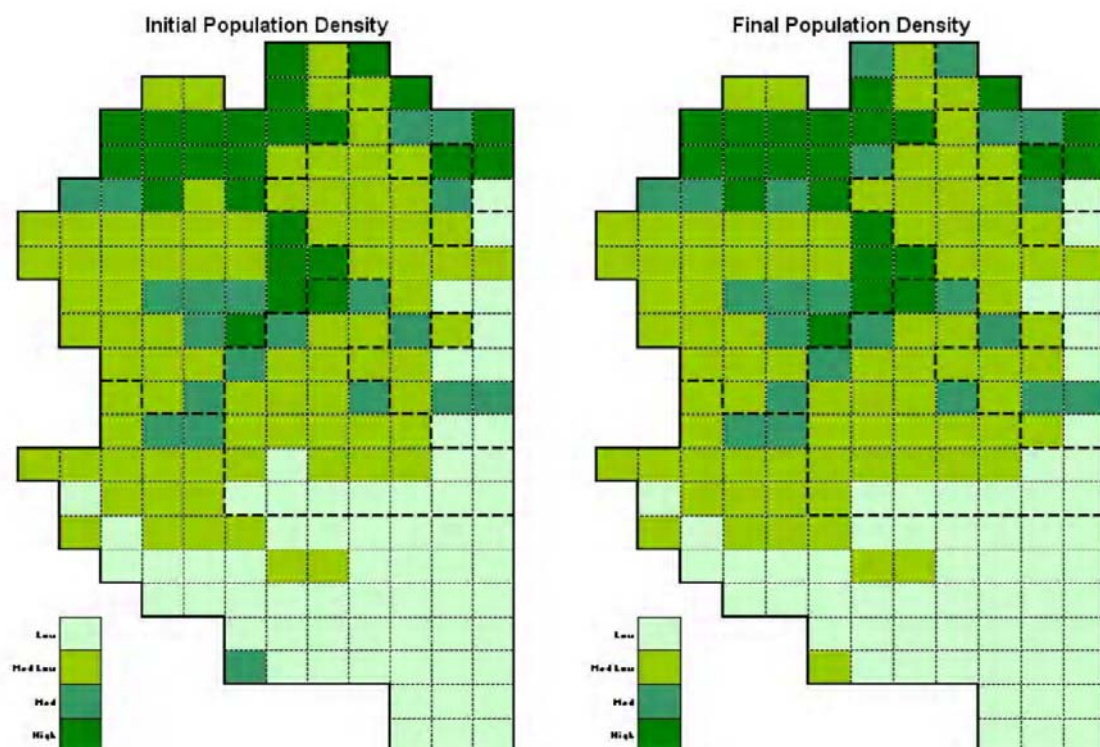 Initial Population Density
Final Population Density
Low
Med Low
Med
High
Low
Med Low
Med
High